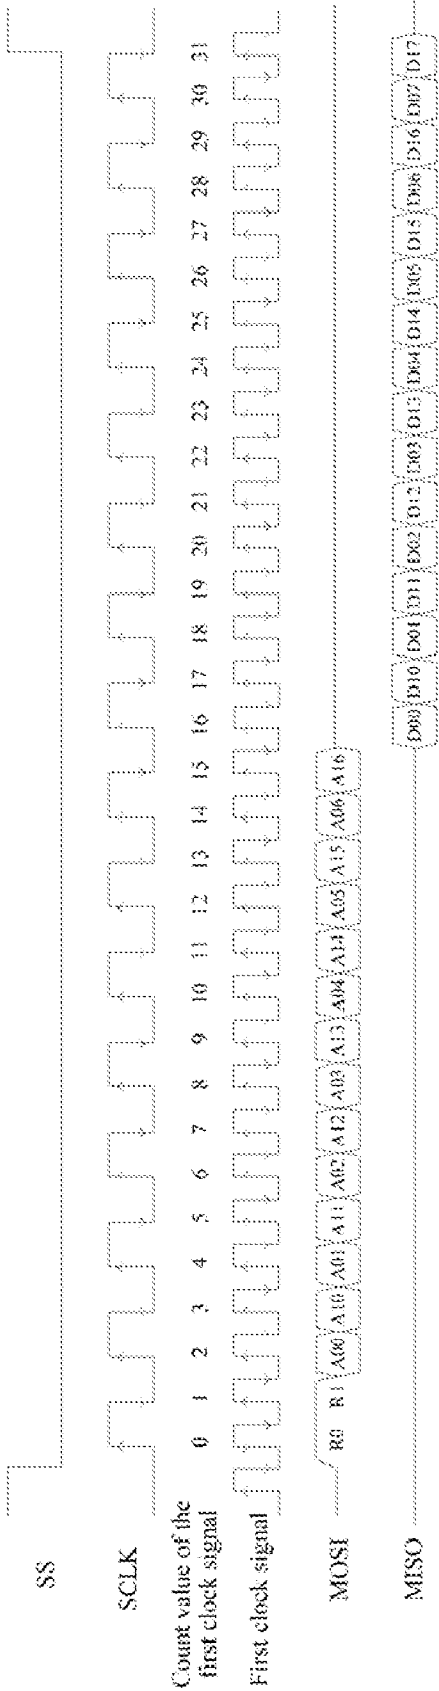 SS
SCLK
Count value of the
first clock signal
0 1 2 3 4 5 6 7 8 9 10 11 12 13 14 15 16 17 18 19 20 21 22 23 24 25 26 27 28 29 30 31
First clock signal
MOSI
R0 R1 A00 A10 A01 A11 A02 A12 A03 A13 A04 A14 A05 A15 A06 A16
MISO
D00 D10 D01 D11 D02 D12 D03 D13 D04 D14 D05 D15 D06 D16 D07 D17